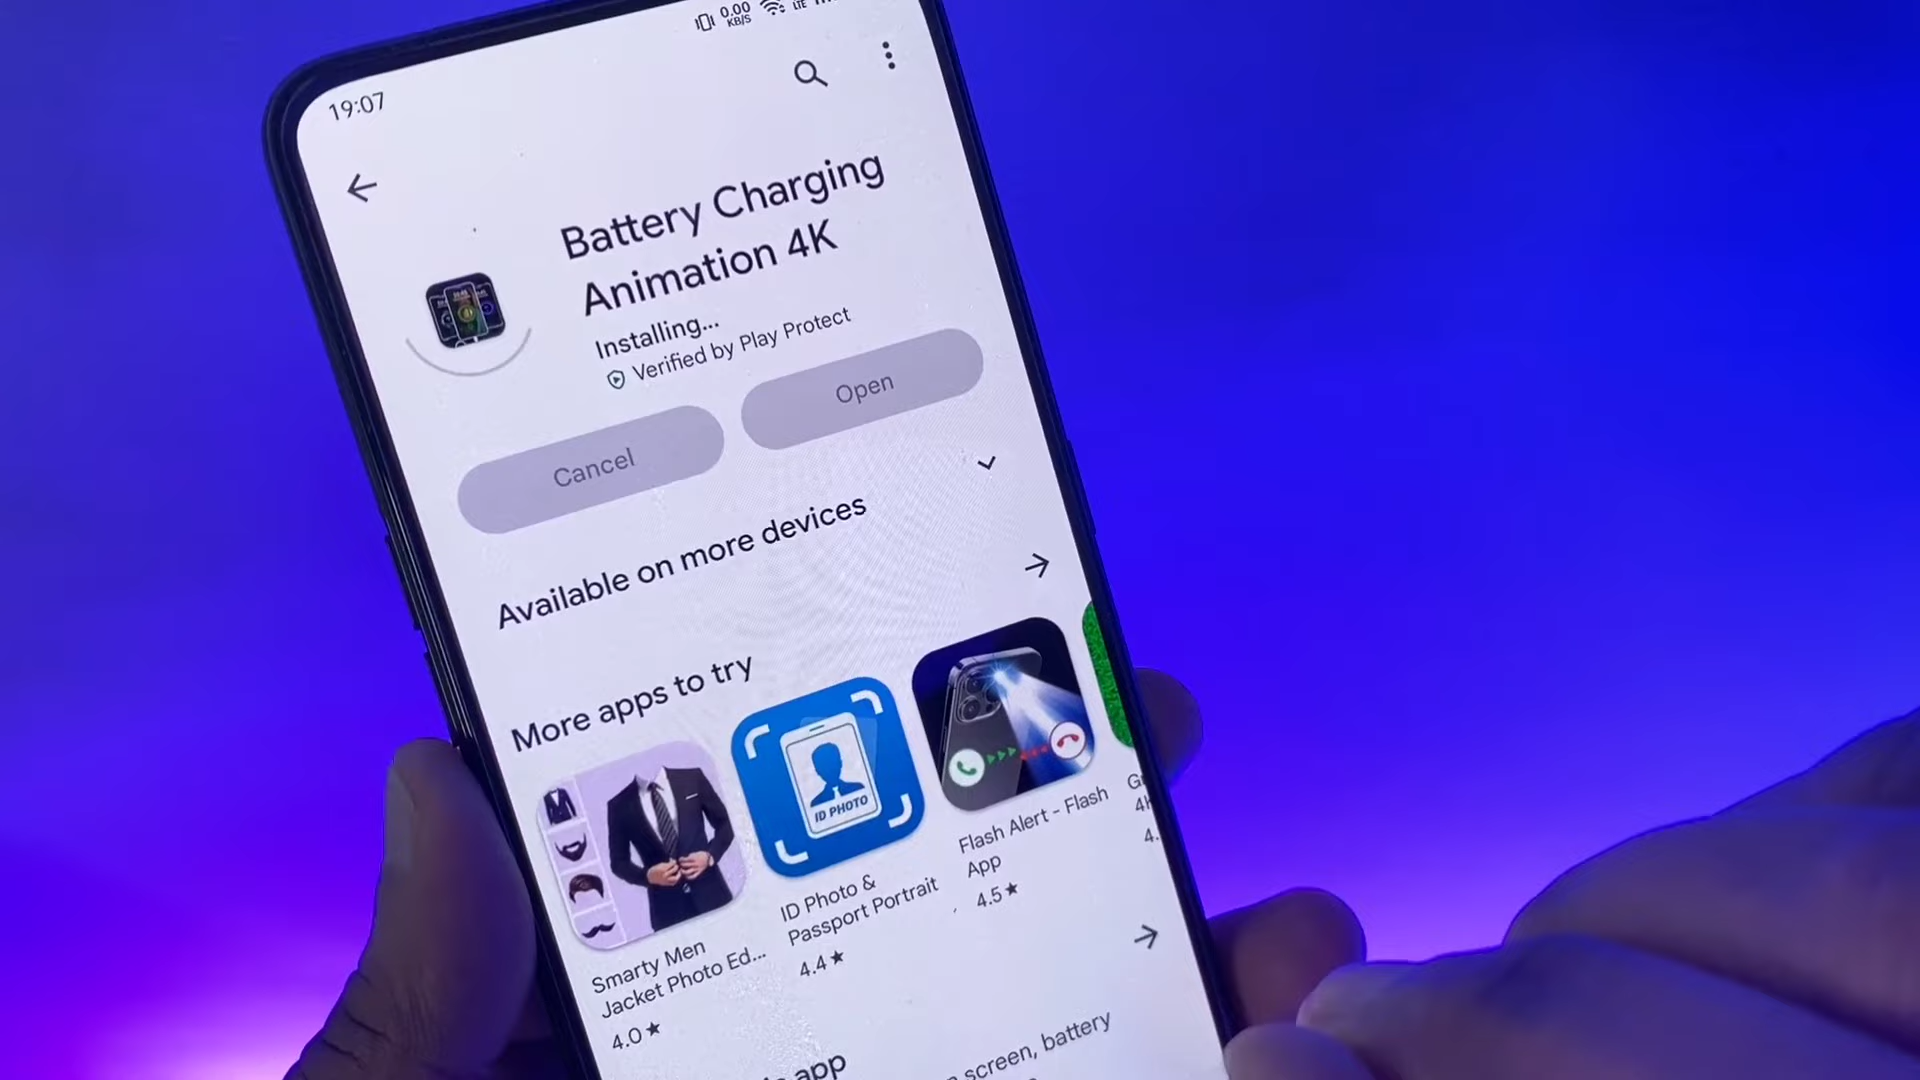 0.00
KB/S
LTE
19:07
Battery Charging
Animation 4K
Installing...
Verified by Play Protect
Cancel
Open
Available on more devices
More apps to try
ID PHOTO
Smarty Men
Jacket Photo Ed...
4.0★
ID Photo &
Passport Portrait
4.4★
Flash Alert - Flash
App
4.5★
4.
app
screen, battery